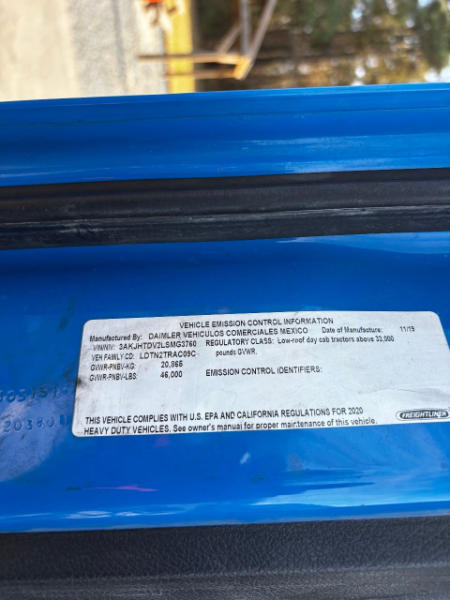 VEHICLE EMISSION CONTROL INFORMATION
Manufactured By: DAIMLER VEHICULOS COMERCIALES MEXICO Date of Manufacture: 11/19
VIN/NIV: 3AKJHTDV2LSMG3760 REGULATORY CLASS: Low-roof day cab tractors above 33,000
VEH FAMILY CD: LDTN2TRAC09C pounds GVWR.
GVWR-PNBV-KG: 20,865
GVWR-PNBV-LBS: 46,000 EMISSION CONTROL IDENTIFIERS:
THIS VEHICLE COMPLIES WITH U.S. EPA AND CALIFORNIA REGULATIONS FOR 2020
HEAVY DUTY VEHICLES. See owner's manual for proper maintenance of this vehicle.
FREIGHTLINER